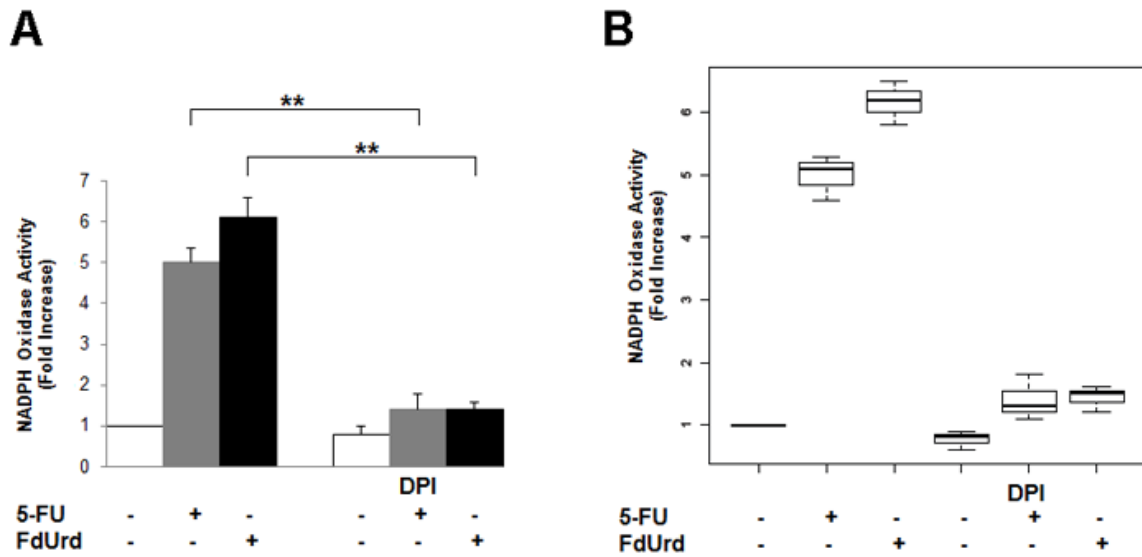 A
**
**
NADPH Oxidase Activity
(Fold Increase)
7
6
5
4
3
2
1
0
DPI
5-FU - + - - + -
FdUrd - - + - - +
B
NADPH Oxidase Activity
(Fold Increase)
6
5
4
3
2
1
DPI
5-FU - + - - + -
FdUrd - - + - - +